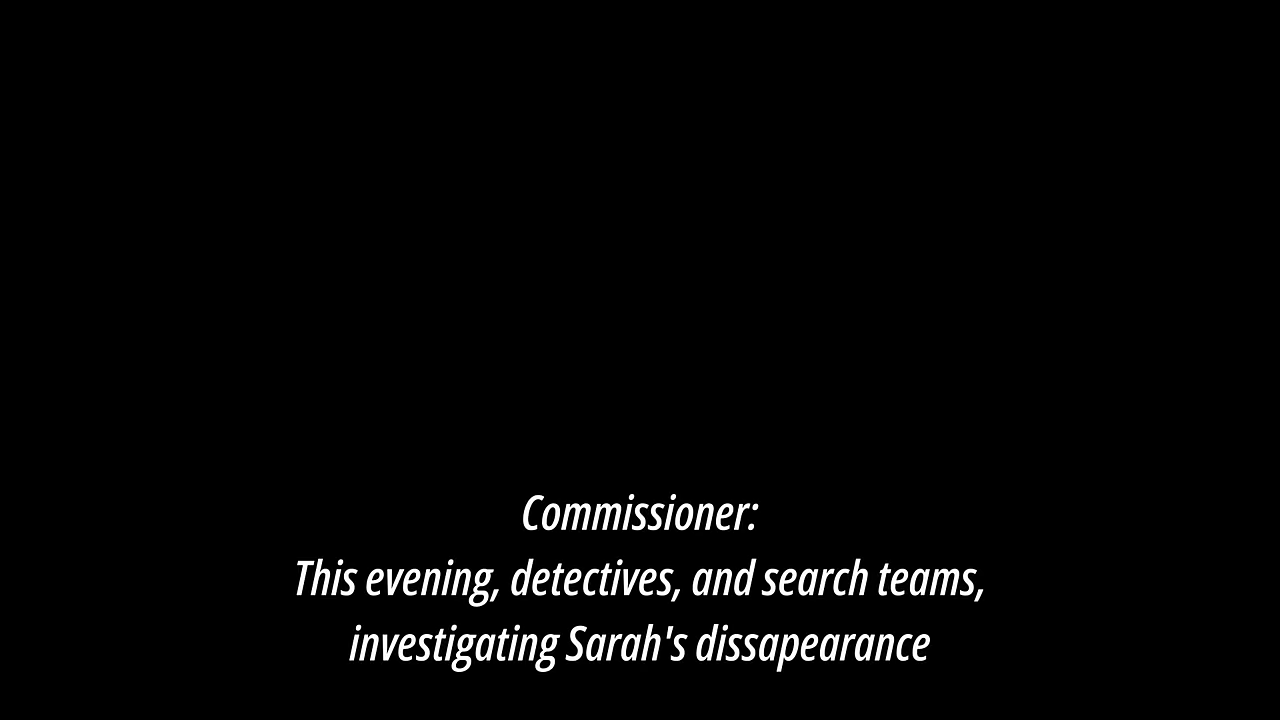 Commissioner:
This evening, detectives, and search teams,
investigating Sarah's dissapearance